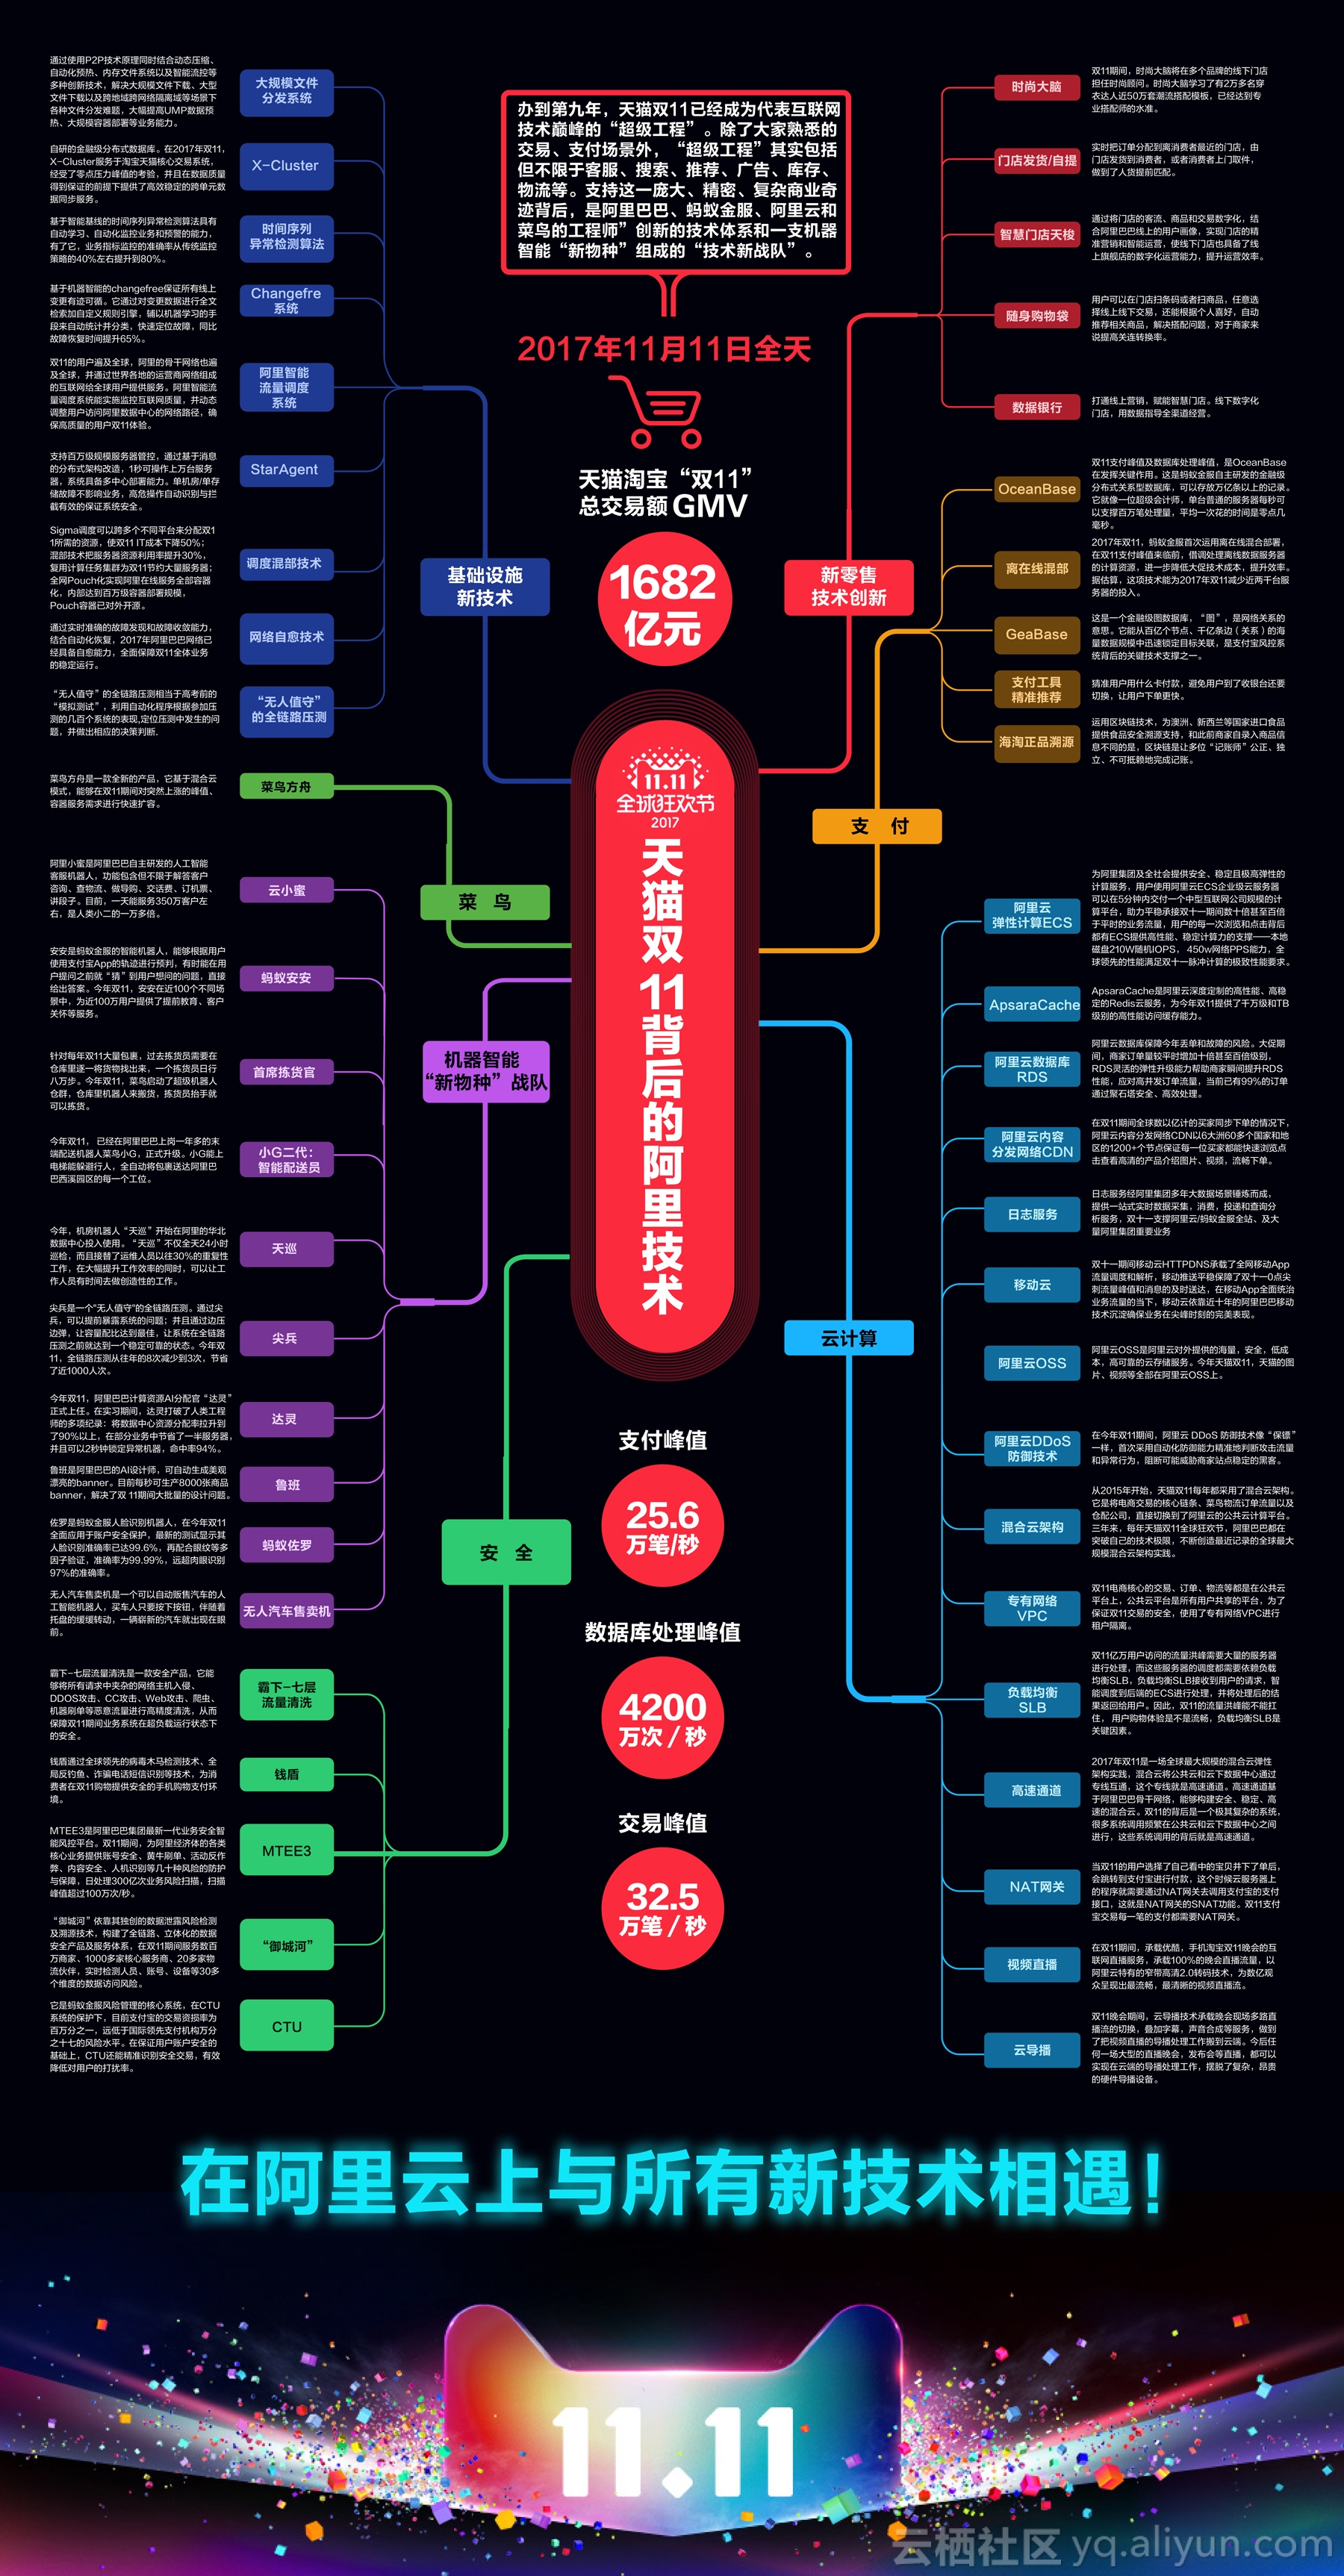 办到第九年，天猫双11已经成为代表互联网
技术巅峰的“超级工程”。除了大家熟悉的
交易、支付场景外，“超级工程”其实包括
但不限于客服、搜索、推荐、广告、库存、
物流等。支持这一庞大、精密、复杂商业奇
迹背后，是阿里巴巴、蚂蚁金服、阿里云和
菜鸟的工程师”创新的技术体系和一支机器
智能“新物种”组成的“技术新战队”。
2017年11月11日全天
天猫淘宝“双11”
总交易额 GMV
1682
亿元
11.11
全球狂欢节
2017
天猫双11背后的阿里技术
支付峰值
25.6
万笔/秒
数据库处理峰值
4200
万次 / 秒
交易峰值
32.5
万笔 / 秒
基础设施
新技术
大规模文件
分发系统
通过使用P2P技术原理同时结合动态压缩、
自动化预热、内存文件系统以及智能流控等
多种创新技术，解决大规模文件下载、大型
文件下载以及跨地域跨网络隔离域等场景下
各种文件分发难题，大幅提高UMP数据预
热、大规模容器部署等业务能力。
X-Cluster
自研的金融级分布式数据库。在2017年双11，
X-Cluster服务于淘宝天猫核心交易系统，
经受了零点压力峰值的考验，并且在数据质量
得到保证的前提下提供了高效稳定的跨单元数
据同步服务。
时间序列
异常检测算法
基于智能基线的时间序列异常检测算法具有
自动学习、自动化监控业务和预警的能力，
有了它，业务指标监控的准确率从传统监控
策略的40%左右提升到80%。
Changefre
系统
基于机器智能的changefree保证所有线上
变更有迹可循。它通过对变更数据进行全文
检索加自定义规则引擎，辅以机器学习的手
段来自动统计并分类，快速定位故障，同比
故障恢复时间提升65%。
阿里智能
流量调度
系统
双11的用户遍及全球，阿里的骨干网络也遍
及全球，并通过世界各地的运营商网络组成
的互联网给全球用户提供服务。阿里智能流
量调度系统能实施监控互联网质量，并动态
调整用户访问阿里数据中心的网络路径，确
保高质量的用户双11体验。
StarAgent
支持百万级规模服务器管控，通过基于消息
的分布式架构改造，1秒可操作上万台服务
器，系统具备多中心部署能力。单机房/单存
储故障不影响业务，高危操作自动识别与拦
截有效的保证系统安全。
调度混部技术
Sigma调度可以跨多个不同平台来分配双1
1所需的资源，使双11 IT成本下降50%；
混部技术把服务器资源利用率提升30%，
复用计算任务集群为双11节约大量服务器；
全网Pouch化实现阿里在线服务全部容器
化，内部达到百万级容器部署规模，
Pouch容器已对外开源。
网络自愈技术
通过实时准确的故障发现和故障收敛能力，
结合自动化恢复，2017年阿里巴巴网络已
经具备自愈能力，全面保障双11全体业务
的稳定运行。
“无人值守”
的全链路压测
“无人值守”的全链路压测相当于高考前的
“模拟测试”，利用自动化程序根据参加压
测的几百个系统的表现,定位压测中发生的问
题，并做出相应的决策判断.
菜 鸟
菜鸟方舟
菜鸟方舟是一款全新的产品，它基于混合云
模式，能够在双11期间对突然上涨的峰值、
容器服务需求进行快速扩容。
机器智能
“新物种”战队
云小蜜
阿里小蜜是阿里巴巴自主研发的人工智能
客服机器人，功能包含但不限于解答客户
咨询、查物流、做导购、交话费、订机票、
讲段子。目前，一天能服务350万客户左
右，是人类小二的一万多倍。
蚂蚁安安
安安是蚂蚁金服的智能机器人，能够根据用户
使用支付宝App的轨迹进行预判，有时能在用
户提问之前就“猜”到用户想问的问题，直接
给出答案。今年双11，安安在近100个不同场
景中，为近100万用户提供了提前教育、客户
关怀等服务。
首席拣货官
针对每年双11大量包裹，过去拣货员需要在
仓库里逐一将货物找出来，一个拣货员日行
八万步。今年双11，菜鸟启动了超级机器人
仓群，仓库里机器人来搬货，拣货员抬手就
可以拣货。
小G二代：
智能配送员
今年双11， 已经在阿里巴巴上岗一年多的末
端配送机器人菜鸟小G，正式升级。小G能上
电梯能躲避行人，全自动将包裹送达阿里巴
巴西溪园区的每一个工位。
天巡
今年，机房机器人“天巡”开始在阿里的华北
数据中心投入使用。“天巡”不仅全天24小时
巡检，而且接替了运维人员以往30%的重复性
工作，在大幅提升工作效率的同时，可以让工
作人员有时间去做创造性的工作。
尖兵
尖兵是一个“无人值守”的全链路压测。通过尖
兵，可以提前暴露系统的问题；并且通过边压
边弹，让容量配比达到最佳，让系统在全链路
压测之前就达到一个稳定可靠的状态。今年双
11，全链路压测从往年的8次减少到3次，节省
了近1000人次。
达灵
今年双11，阿里巴巴计算资源AI分配官“达灵”
正式上任。在实习期间，达灵打破了人类工程
师的多项纪录：将数据中心资源分配率拉升到
了90%以上，在部分业务中节省了一半服务器，
并且可以2秒钟锁定异常机器，命中率94%。
鲁班
鲁班是阿里巴巴的AI设计师，可自动生成美观
漂亮的banner。目前每秒可生产8000张商品
banner，解决了双 11期间大批量的设计问题。
蚂蚁佐罗
佐罗是蚂蚁金服人脸识别机器人，在今年双11
全面应用于账户安全保护，最新的测试显示其
人脸识别准确率已达99.6%，再配合眼纹等多
因子验证，准确率为99.99%，远超肉眼识别
97%的准确率。
无人汽车售卖机
无人汽车售卖机是一个可以自动贩售汽车的人
工智能机器人，买车人只要按下按钮，伴随着
托盘的缓缓转动，一辆崭新的汽车就出现在眼
前。
安 全
霸下-七层
流量清洗
霸下-七层流量清洗是一款安全产品，它能
够将所有请求中夹杂的网络主机入侵、
DDOS攻击、CC攻击、Web攻击、爬虫、
机器刷单等恶意流量进行高精度清洗，从而
保障双11期间业务系统在超负载运行状态下
的安全。
钱盾
钱盾通过全球领先的病毒木马检测技术、全
局反钓鱼、诈骗电话短信识别等技术，为消
费者在双11购物提供安全的手机购物支付环
境。
MTEE3
MTEE3是阿里巴巴集团最新一代业务安全智
能风控平台。双11期间，为阿里经济体的各类
核心业务提供账号安全、黄牛刷单、活动反作
弊、内容安全、人机识别等几十种风险的防护
与保障，日处理300亿次业务风险扫描，扫描
峰值超过100万次/秒。
“御城河”
“御城河”依靠其独创的数据泄露风险检测
及溯源技术，构建了全链路、立体化的数据
安全产品及服务体系，在双11期间服务数百
万商家、1000多家核心服务商、20多家物
流伙伴，实时检测人员、账号、设备等30多
个维度的数据访问风险。
CTU
它是蚂蚁金服风险管理的核心系统，在CTU
系统的保护下，目前支付宝的交易资损率为
百万分之一，远低于国际领先支付机构万分
之十七的风险水平。在保证用户账户安全的
基础上，CTU还能精准识别安全交易，有效
降低对用户的打扰率。
新零售
技术创新
时尚大脑
双11期间，时尚大脑将在多个品牌的线下门店
担任时尚顾问。时尚大脑学习了有2万多名穿
衣达人近50万套潮流搭配模板，已经达到专
业搭配师的水准。
门店发货/自提
实时把订单分配到离消费者最近的门店，由
门店发货到消费者，或者消费者上门取件，
做到了人货提前匹配。
智慧门店天梭
通过将门店的客流、商品和交易数字化，结
合阿里巴巴线上的用户画像，实现门店的精
准营销和智能运营，使线下门店也具备了线
上旗舰店的数字化运营能力，提升运营效率。
随身购物袋
用户可以在门店扫条码或者扫商品，任意选
择线上线下交易，还能根据个人喜好，自动
推荐相关商品，解决搭配问题，对于商家来
说提高关连转换率。
数据银行
打通线上营销，赋能智慧门店。线下数字化
门店，用数据指导全渠道经营。
支 付
OceanBase
双11支付峰值及数据库处理峰值，是OceanBase
在发挥关键作用。这是蚂蚁金服自主研发的金融级
分布式关系型数据库，可以存放万亿条以上的记录。
它就像一位超级会计师，单台普通的服务器每秒可
以支撑百万笔处理量，平均一次花的时间是零点几
毫秒。
离在线混部
2017年双11，蚂蚁金服首次运用离在线混合部署，
在双11支付峰值来临前，借调处理离线数据服务器
的计算资源，进一步降低大促技术成本，提升效率。
据估算，这项技术能为2017年双11减少近两千台服
务器的投入。
GeaBase
这是一个金融级图数据库，“图”，是网络关系的
意思。它能从百亿个节点、千亿条边（关系）的海
量数据规模中迅速锁定目标关联，是支付宝风控系
统背后的关键技术支撑之一。
支付工具
精准推荐
猜准用户用什么卡付款，避免用户到了收银台还要
切换，让用户下单更快。
海淘正品溯源
运用区块链技术，为澳洲、新西兰等国家进口食品
提供食品安全溯源支持，和此前商家自录入商品信
息不同的是，区块链是让多位“记账师”公正、独
立、不可抵赖地完成记账。
云计算
阿里云
弹性计算ECS
为阿里集团及全社会提供安全、稳定且极高弹性的
计算服务，用户使用阿里云ECS企业级云服务器
可以在5分钟内交付一个中型互联网公司规模的计
算平台，助力平稳承接双十一期间数十倍甚至百倍
于平时的业务流量，用户的每一次浏览和点击背后
都有ECS提供高性能、稳定计算力的支撑——本地
磁盘210W随机IOPS， 450w网络PPS能力，全
球领先的性能满足双十一脉冲计算的极致性能要求。
ApsaraCache
ApsaraCache是阿里云深度定制的高性能、高稳
定的Redis云服务，为今年双11提供了千万级和TB
级别的高性能访问缓存能力。
阿里云数据库
RDS
阿里云数据库保障今年丢单和故障的风险。大促期
间，商家订单量较平时增加十倍甚至百倍级别，
RDS灵活的弹性升级能力帮助商家瞬间提升RDS
性能，应对高并发订单流量，当前已有99%的订单
通过聚石塔安全、高效处理。
阿里云内容
分发网络CDN
在双11期间全球数以亿计的买家同步下单的情况下，
阿里云内容分发网络CDN以6大洲60多个国家和地
区的1200+个节点保证每一位买家都能快速浏览点
击查看高清的产品介绍图片、视频，流畅下单。
日志服务
日志服务经阿里集团多年大数据场景锤炼而成，
提供一站式实时数据采集，消费，投递和查询分
析服务，双十一支撑阿里云/蚂蚁金服全站、及大
量阿里集团重要业务
移动云
双十一期间移动云HTTPDNS承载了全网移动App
流量调度和解析，移动推送平稳保障了双十一0点尖
刺流量峰值和消息的及时送达，在移动App全面统治
业务流量的当下，移动云依靠近十年的阿里巴巴移动
技术沉淀确保业务在尖峰时刻的完美表现。
阿里云OSS
阿里云OSS是阿里云对外提供的海量，安全，低成
本，高可靠的云存储服务。今年天猫双11，天猫的图
片、视频等全部在阿里云OSS上。
阿里云DDoS
防御技术
在今年双11期间，阿里云 DDoS 防御技术像“保镖”
一样，首次采用自动化防御能力精准地判断攻击流量
和异常行为，阻断可能威胁商家站点稳定的黑客。
混合云架构
从2015年开始，天猫双11每年都采用了混合云架构。
它是将电商交易的核心链条、菜鸟物流订单流量以及
仓配公司，直接切换到了阿里云的公共云计算平台。
三年来，每年天猫双11全球狂欢节，阿里巴巴都在
突破自己的技术极限，不断创造最近记录的全球最大
规模混合云架构实践。
专有网络
VPC
双11电商核心的交易、订单、物流等都是在公共云
平台上，公共云平台是所有用户共享的平台，为了
保证双11交易的安全，使用了专有网络VPC进行
租户隔离。
负载均衡
SLB
双11亿万用户访问的流量洪峰需要大量的服务器
进行处理，而这些服务器的调度都需要依赖负载
均衡SLB，负载均衡SLB接收到用户的请求，智
能调度到后端的ECS进行处理，并将处理后的结
果返回给用户。因此，双11的流量洪峰能不能扛
住， 用户购物体验是不是流畅，负载均衡SLB是
关键因素。
高速通道
2017年双11是一场全球最大规模的混合云弹性
架构实践，混合云将公共云和云下数据中心通过
专线互通，这个专线就是高速通道。高速通道基
于阿里巴巴骨干网络，能够构建安全、稳定、高
速的混合云。双11的背后是一个极其复杂的系统，
很多系统调用频繁在公共云和云下数据中心之间
进行，这些系统调用的背后就是高速通道。
NAT网关
当双11的用户选择了自己看中的宝贝并下了单后，
会跳转到支付宝进行付款，这个时候云服务器上
的程序就需要通过NAT网关去调用支付宝的支付
接口，这就是NAT网关的SNAT功能。双11支付
宝交易每一笔的支付都需要NAT网关。
视频直播
在双11期间，承载优酷，手机淘宝双11晚会的互
联网直播服务，承载100%的晚会直播流量，以
阿里云特有的窄带高清2.0转码技术，为数亿观
众呈现出最流畅，最清晰的视频直播流。
云导播
双11晚会期间，云导播技术承载晚会现场多路直
播流的切换，叠加字幕，声音合成等服务，做到
了把视频直播的导播处理工作搬到云端。今后任
何一场大型的直播晚会，发布会等直播，都可以
实现在云端的导播处理工作，摆脱了复杂，昂贵
的硬件导播设备。
在阿里云上与所有新技术相遇！
11.11
云栖社区 yq.aliyun.com